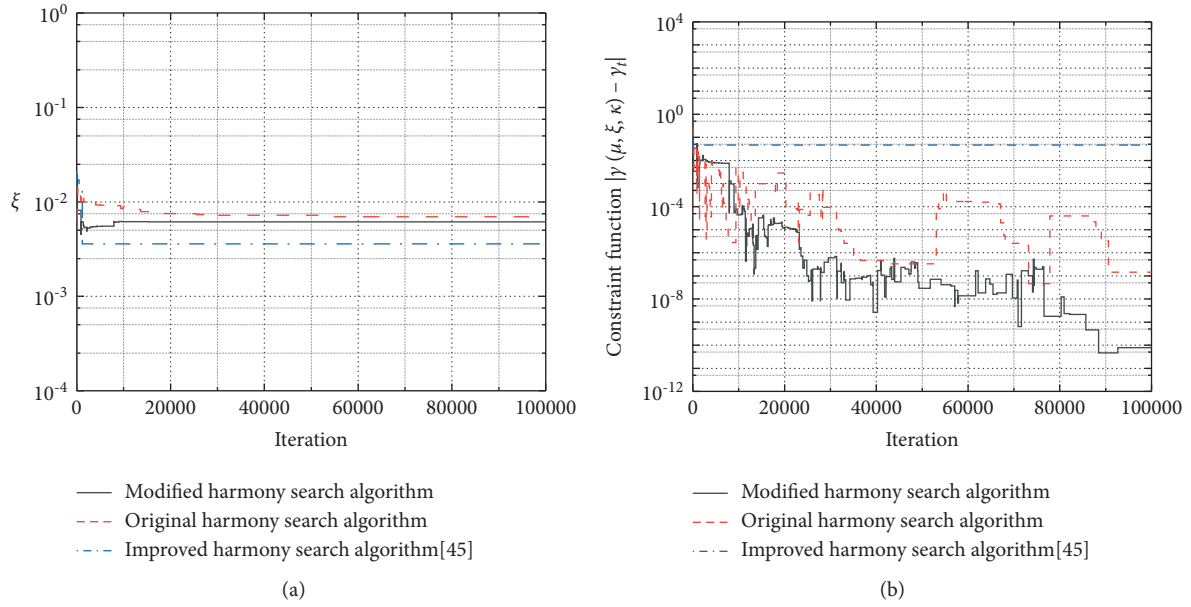 10^0
10^-1
10^-2
10^-3
10^-4
ξ
0 20000 40000 60000 80000 100000
Iteration
Modified harmony search algorithm
Original harmony search algorithm
Improved harmony search algorithm[45]
(a)
10^4
10^0
10^-4
10^-8
10^-12
Constraint function |γ (μ, ξ, κ) – γ_t|
0 20000 40000 60000 80000 100000
Iteration
Modified harmony search algorithm
Original harmony search algorithm
Improved harmony search algorithm[45]
(b)